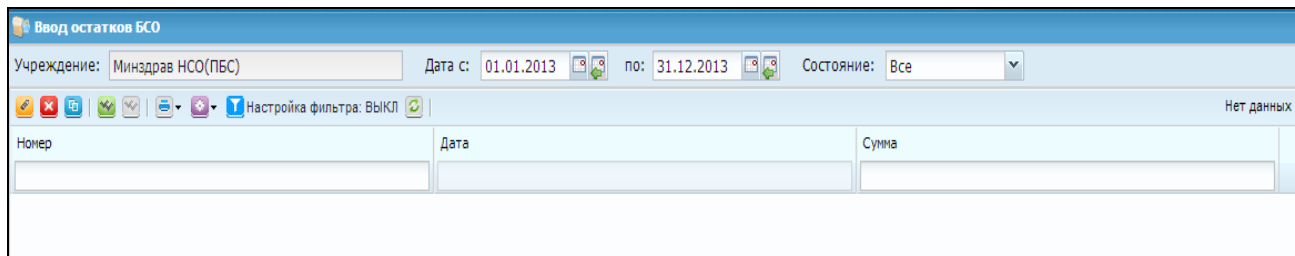 Ввод остатков БСО
Учреждение: Минздрав НСО(ПБС) Дата с: 01.01.2013 по: 31.12.2013 Состояние: Все
Настройка фильтра: ВЫКЛ Нет данных
Номер Дата Сумма